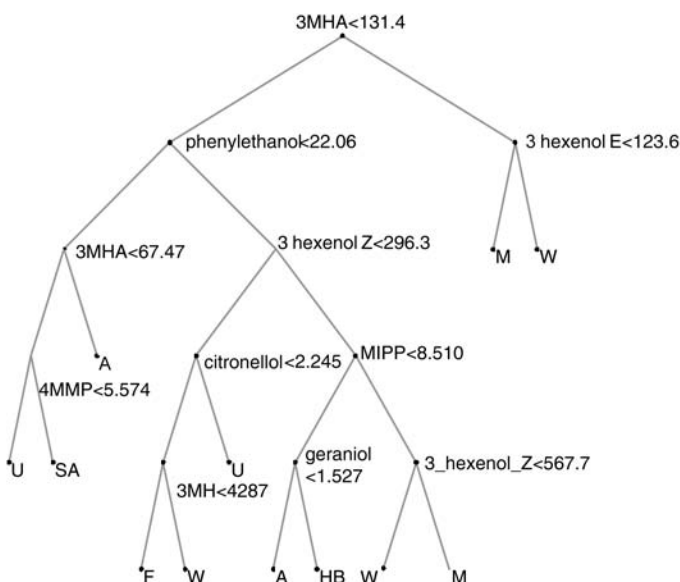 3MHA<131.4
phenylethanol<22.06
3 hexenol E<123.6
3MHA<67.47
3 hexenol Z<296.3
M
W
A
citronellol<2.245
MIPP<8.510
4MMP<5.574
U
SA
3MH<4287
U
geraniol
<1.527
3_hexenol_Z<567.7
F
W
A
HB
W
M